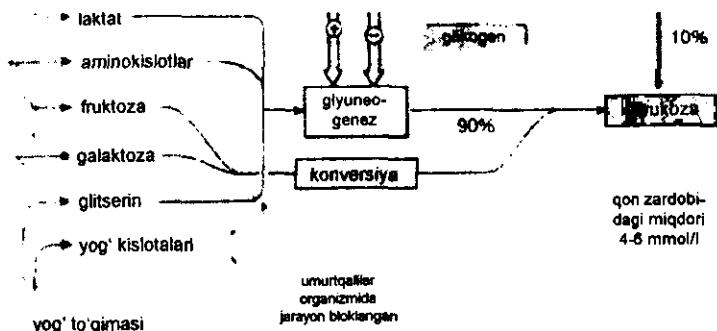 laktat
aminokislotlar
fruktoza
galaktoza
glitserin
yog‘ kislotalari
yog‘ to‘qimasi
+
−
glikogen
glyuneo-
genez
90%
konversiya
10%
qon zardobi-
dagi miqdori
4-6 mmol/l
umurtqalilar
organizmida
jarayon bloklangan